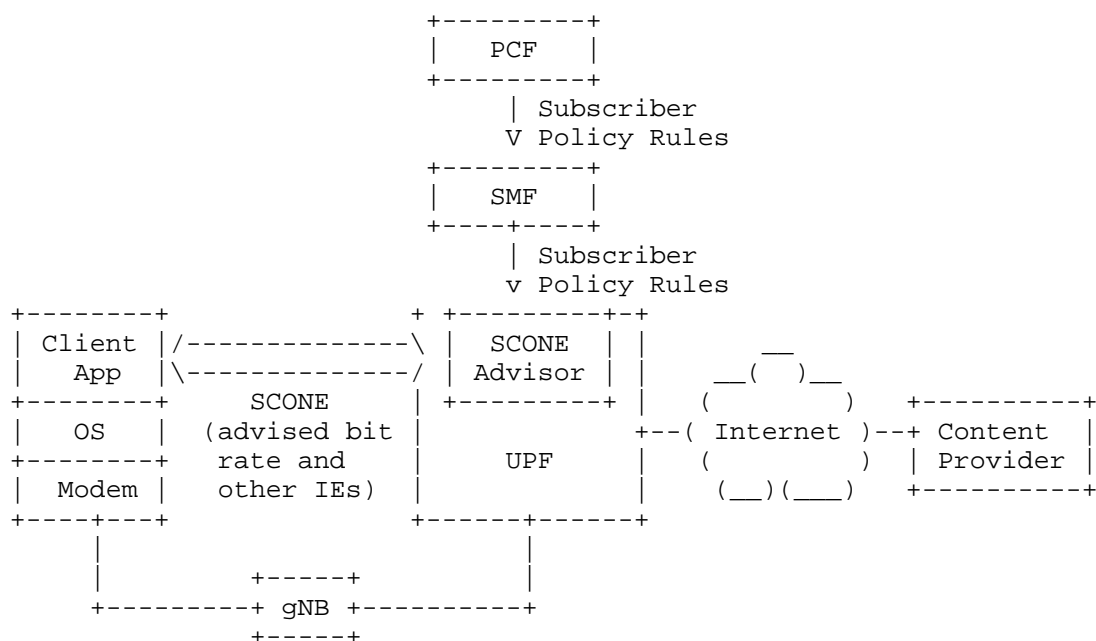 PCF
Subscriber
V Policy Rules
SMF
Subscriber
v Policy Rules
Client SCONE
App Advisor
SCONE
OS (advised bit Internet Content
rate and UPF Provider
Modem other IEs)
gNB